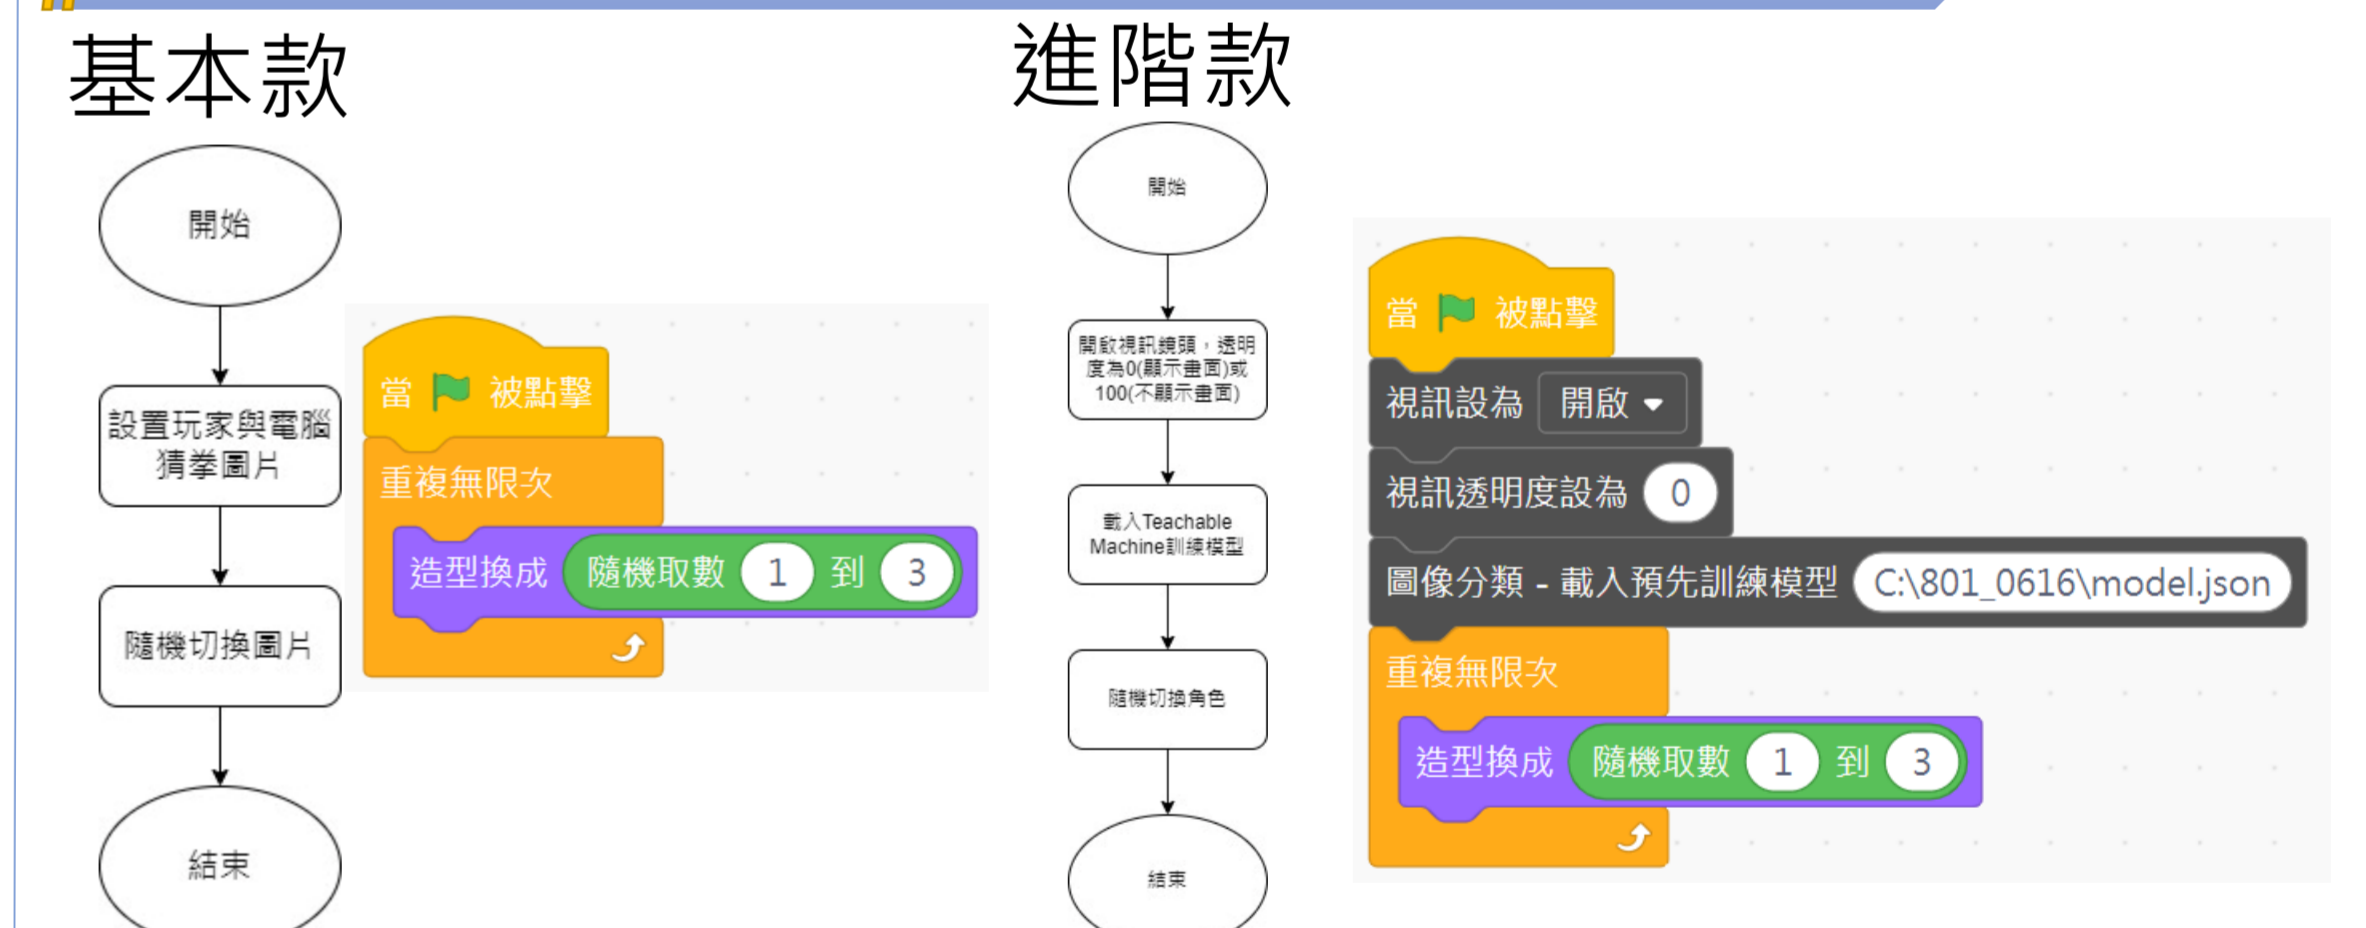 基本款
開始
設置玩家與電腦
猜拳圖片
隨機切換圖片
結束
當 被點擊
重複無限次
造型換成 隨機取數 1 到 3
進階款
開始
開啟視訊鏡頭，透明
度為0(顯示畫面)或
100(不顯示畫面)
載入Teachable
Machine訓練模型
隨機切換角色
結束
當 被點擊
視訊設為 開啟
視訊透明度設為 0
圖像分類 - 載入預先訓練模型 C:\801_0616\model.json
重複無限次
造型換成 隨機取數 1 到 3